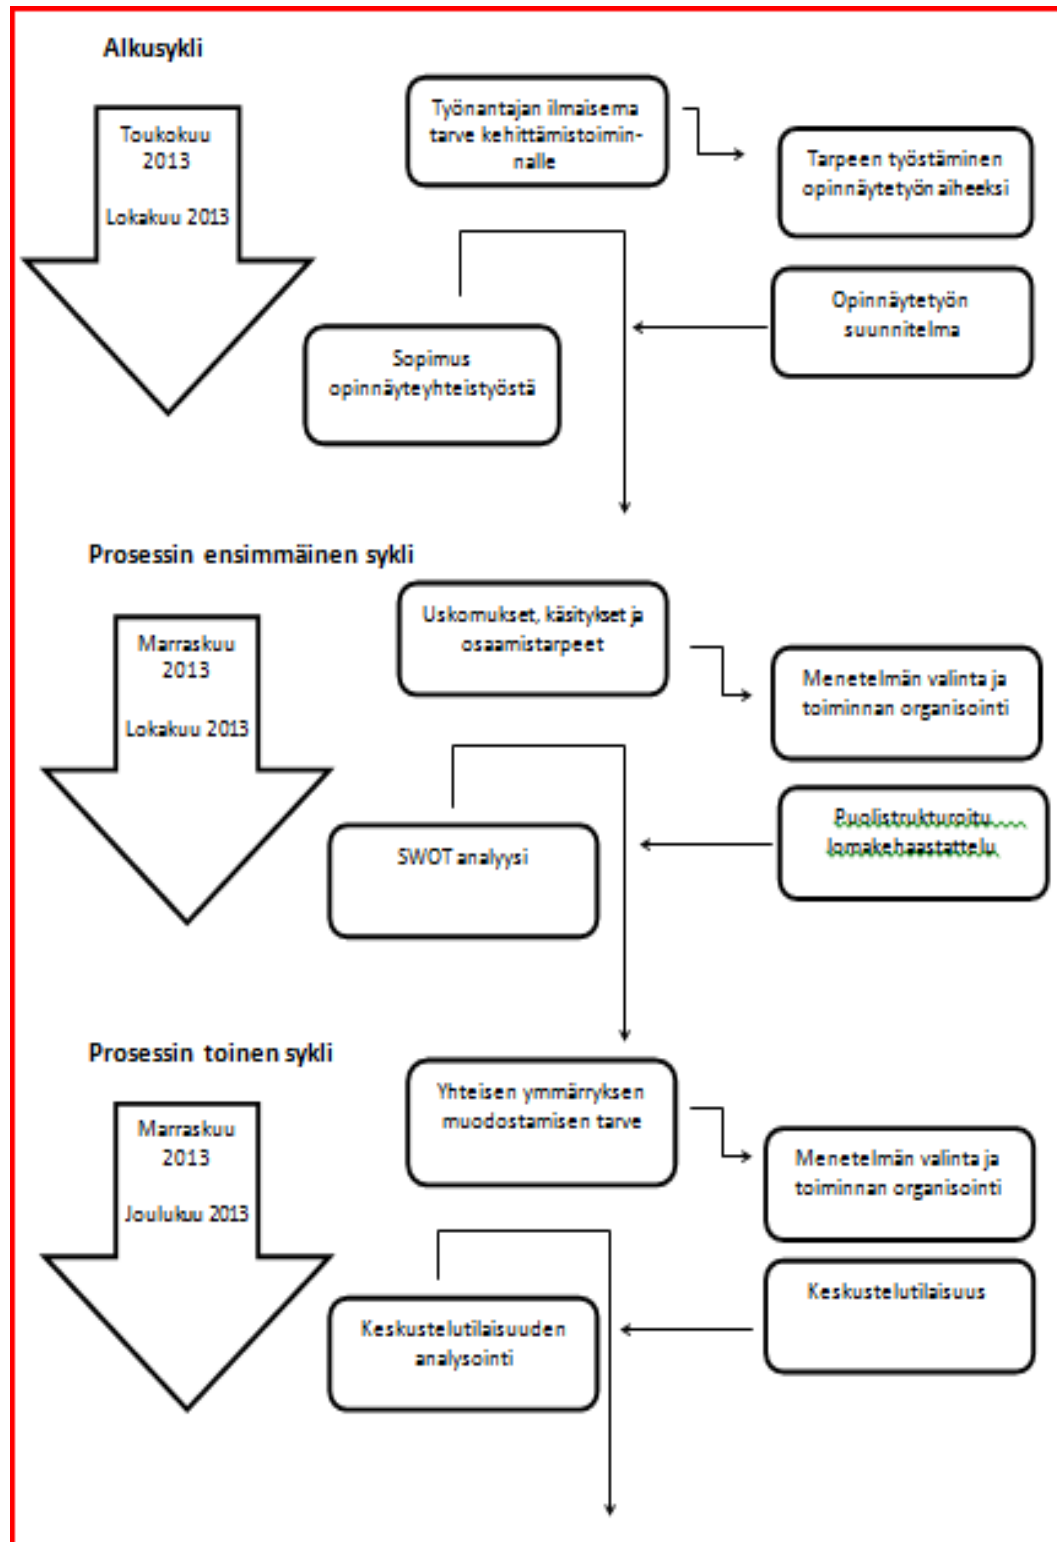 Alkusykli
Toukokuu
2013
Lokakuu 2013
Työnantajan ilmaisema
tarve kehittämistoimin-
nalle
Tarpeen työstäminen
opinnäytetyön aiheeksi
Opinnäytetyön
suunnitelma
Sopimus
opinnäyteyhteistyöstä
Prosessin ensimmäinen sykli
Marraskuu
2013
Lokakuu 2013
Uskomukset, käsitykset ja
osaamistarpeet
Menetelmän valinta ja
toiminnan organisointi
Puolistrukturoitu
lomakehaastattelu
SWOT analyysi
Prosessin toinen sykli
Marraskuu
2013
Joulukuu 2013
Yhteisen ymmärryksen
muodostamisen tarve
Menetelmän valinta ja
toiminnan organisointi
Keskustelutilaisuus
Keskustelutilaisuuden
analysointi